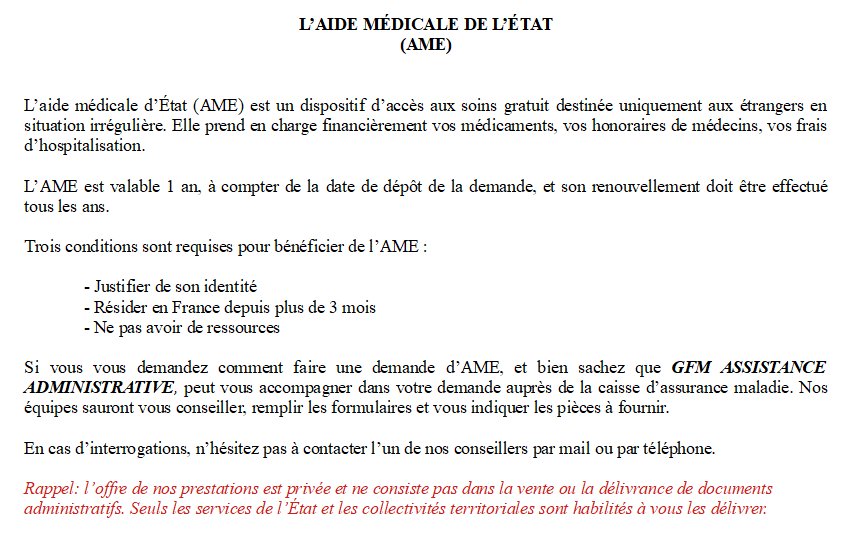 L’AIDE MÉDICALE DE L’ÉTAT
(AME)
L’aide médicale d’État (AME) est un dispositif d’accès aux soins gratuit destinée uniquement aux étrangers en
situation irrégulière. Elle prend en charge financièrement vos médicaments, vos honoraires de médecins, vos frais
d’hospitalisation.
L’AME est valable 1 an, à compter de la date de dépôt de la demande, et son renouvellement doit être effectué
tous les ans.
Trois conditions sont requises pour bénéficier de l’AME :
- Justifier de son identité
- Résider en France depuis plus de 3 mois
- Ne pas avoir de ressources
Si vous vous demandez comment faire une demande d’AME, et bien sachez que GFM ASSISTANCE
ADMINISTRATIVE, peut vous accompagner dans votre demande auprès de la caisse d’assurance maladie. Nos
équipes sauront vous conseiller, remplir les formulaires et vous indiquer les pièces à fournir.
En cas d’interrogations, n’hésitez pas à contacter l’un de nos conseillers par mail ou par téléphone.
Rappel: l’offre de nos prestations est privée et ne consiste pas dans la vente ou la délivrance de documents
administratifs. Seuls les services de l’État et les collectivités territoriales sont habilités à vous les délivrer.